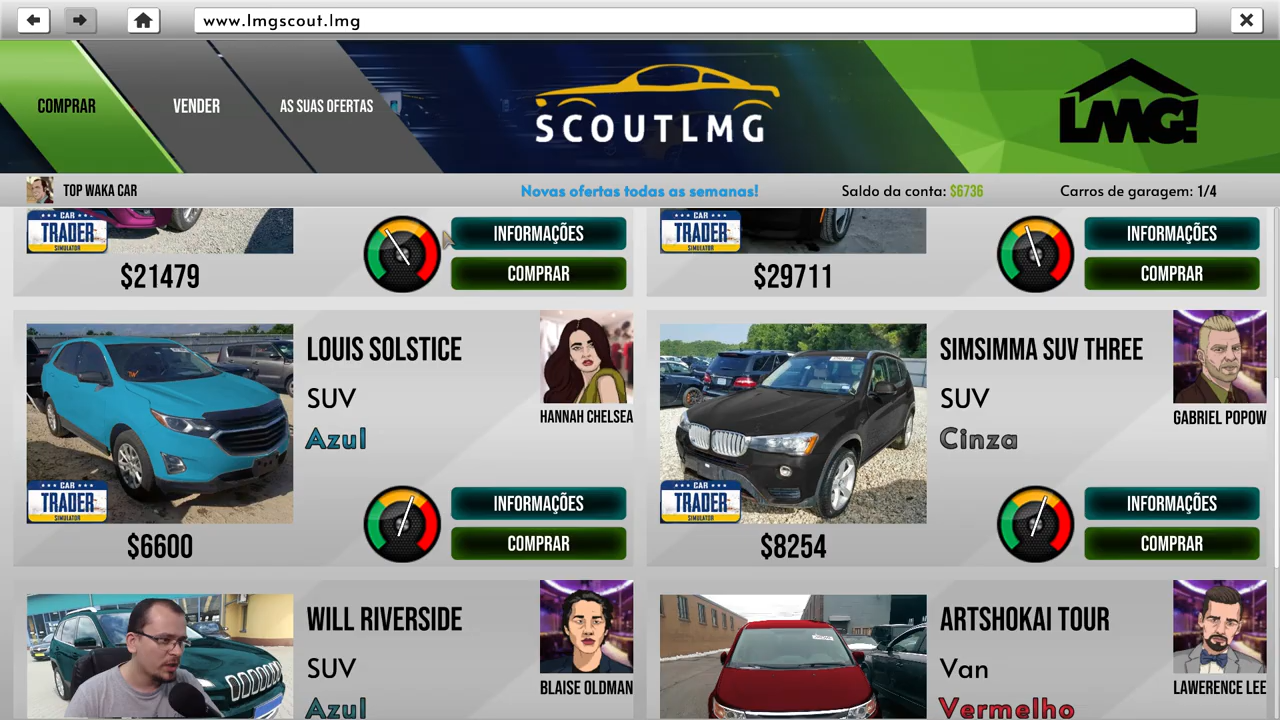 www.lmgscout.lmg
COMPRAR
VENDER
AS SUAS OFERTAS
SCOUTLMG
LMG!
TOP WAKA CAR
Novas ofertas todas as semanas!
Saldo da conta: $6736
Carros de garagem: 1/4
CAR
TRADER
SIMULATOR
$21479
INFORMAÇÕES
COMPRAR
CAR
TRADER
SIMULATOR
$29711
INFORMAÇÕES
COMPRAR
LOUIS SOLSTICE
SUV
Azul
HANNAH CHELSEA
CAR
TRADER
SIMULATOR
$6600
INFORMAÇÕES
COMPRAR
SIMSIMMA SUV THREE
SUV
Cinza
GABRIEL POPOW
CAR
TRADER
SIMULATOR
$8254
INFORMAÇÕES
COMPRAR
WILL RIVERSIDE
SUV
Azul
BLAISE OLDMAN
ARTSHOKAI TOUR
Van
Vermelho
LAWERENCE LEE